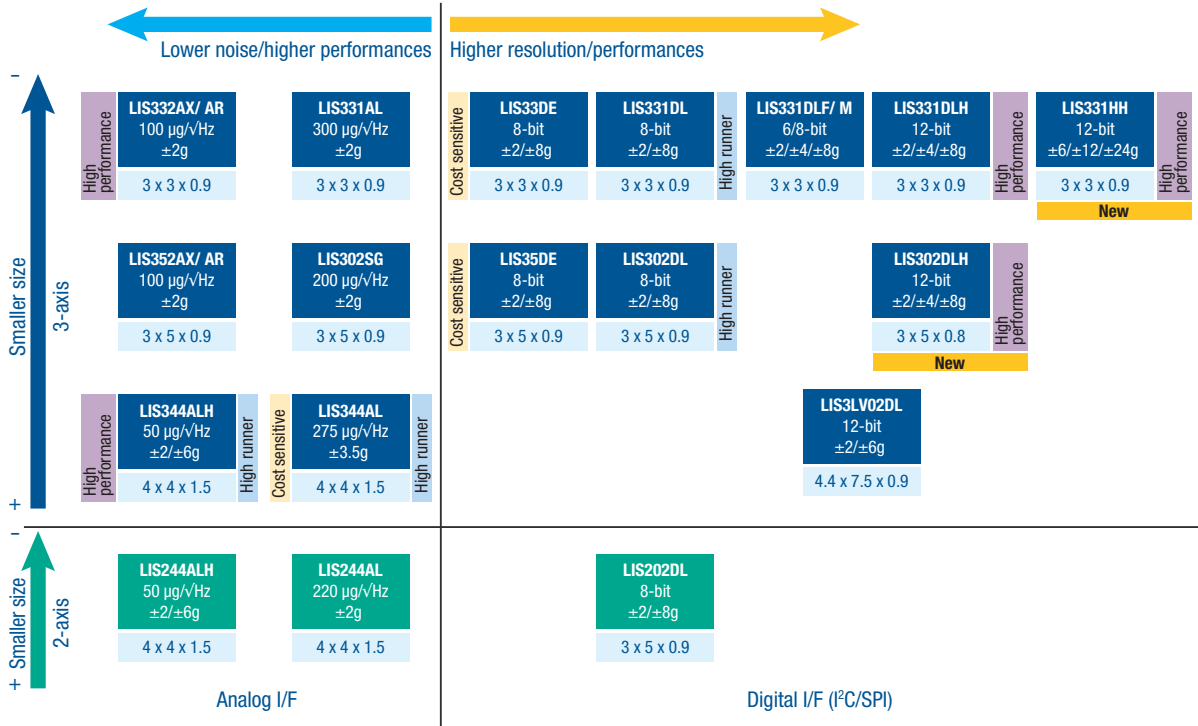 Lower noise/higher performances
Higher resolution/performances
−
Smaller size
3-axis
+
High performance
LIS332AX/ AR
100 µg/√Hz
±2g
3 x 3 x 0.9
LIS331AL
300 µg/√Hz
±2g
3 x 3 x 0.9
Cost sensitive
LIS33DE
8-bit
±2/±8g
3 x 3 x 0.9
LIS331DL
8-bit
±2/±8g
3 x 3 x 0.9
High runner
LIS331DLF/ M
6/8-bit
±2/±4/±8g
3 x 3 x 0.9
LIS331DLH
12-bit
±2/±4/±8g
3 x 3 x 0.9
High performance
LIS331HH
12-bit
±6/±12/±24g
3 x 3 x 0.9
High performance
New
LIS352AX/ AR
100 µg/√Hz
±2g
3 x 5 x 0.9
LIS302SG
200 µg/√Hz
±2g
3 x 5 x 0.9
Cost sensitive
LIS35DE
8-bit
±2/±8g
3 x 5 x 0.9
LIS302DL
8-bit
±2/±8g
3 x 5 x 0.9
High runner
LIS302DLH
12-bit
±2/±4/±8g
3 x 5 x 0.8
High performance
New
High performance
LIS344ALH
50 µg/√Hz
±2/±6g
4 x 4 x 1.5
High runner
Cost sensitive
LIS344AL
275 µg/√Hz
±3.5g
4 x 4 x 1.5
High runner
LIS3LV02DL
12-bit
±2/±6g
4.4 x 7.5 x 0.9
−
Smaller size
2-axis
+
LIS244ALH
50 µg/√Hz
±2/±6g
4 x 4 x 1.5
LIS244AL
220 µg/√Hz
±2g
4 x 4 x 1.5
LIS202DL
8-bit
±2/±8g
3 x 5 x 0.9
Analog I/F
Digital I/F (I²C/SPI)